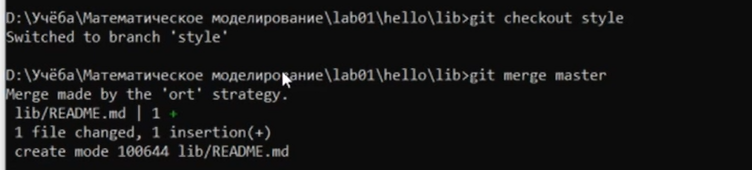 D:\Учёба\Математическое моделирование\lab01\hello\lib>git checkout style
Switched to branch 'style'
D:\Учёба\Математическое моделирование\lab01\hello\lib>git merge master
Merge made by the 'ort' strategy.
lib/README.md | 1 +
1 file changed, 1 insertion(+)
create mode 100644 lib/README.md